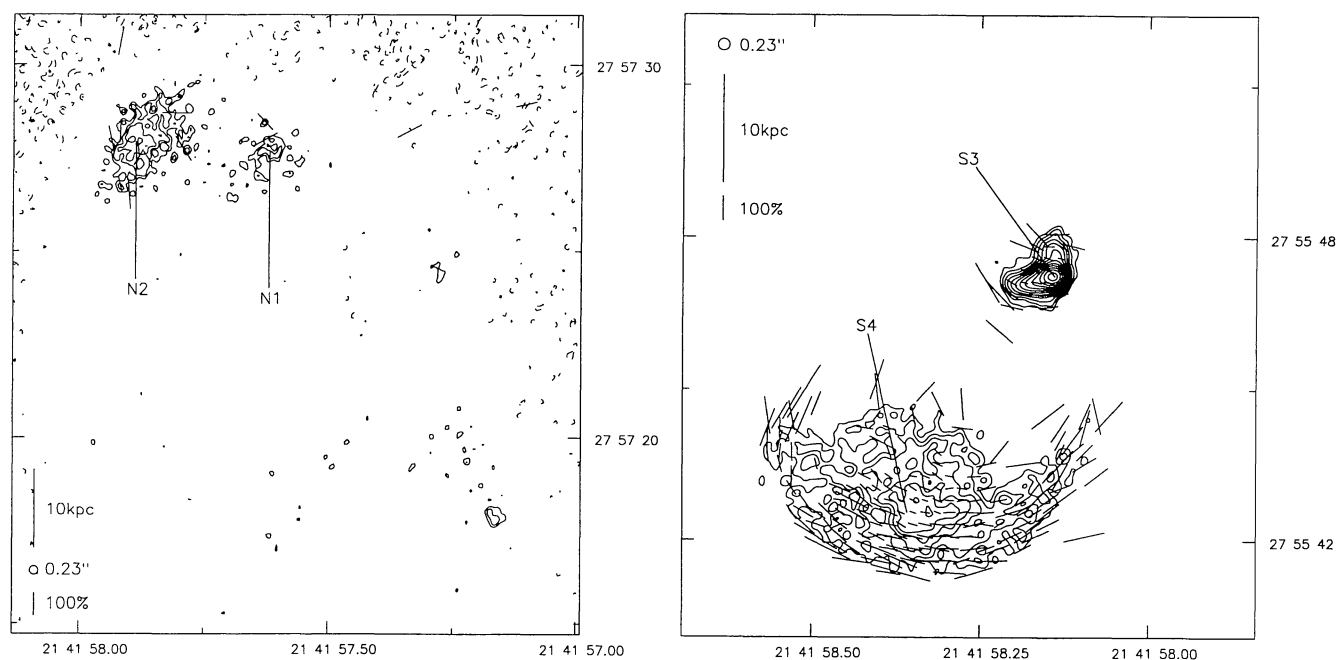 27 57 30
N2
N1
27 57 20
10kpc
0.23"
100%
21 41 58.00
21 41 57.50
21 41 57.00
0.23"
10kpc
100%
S3
27 55 48
S4
27 55 42
21 41 58.50
21 41 58.25
21 41 58.00